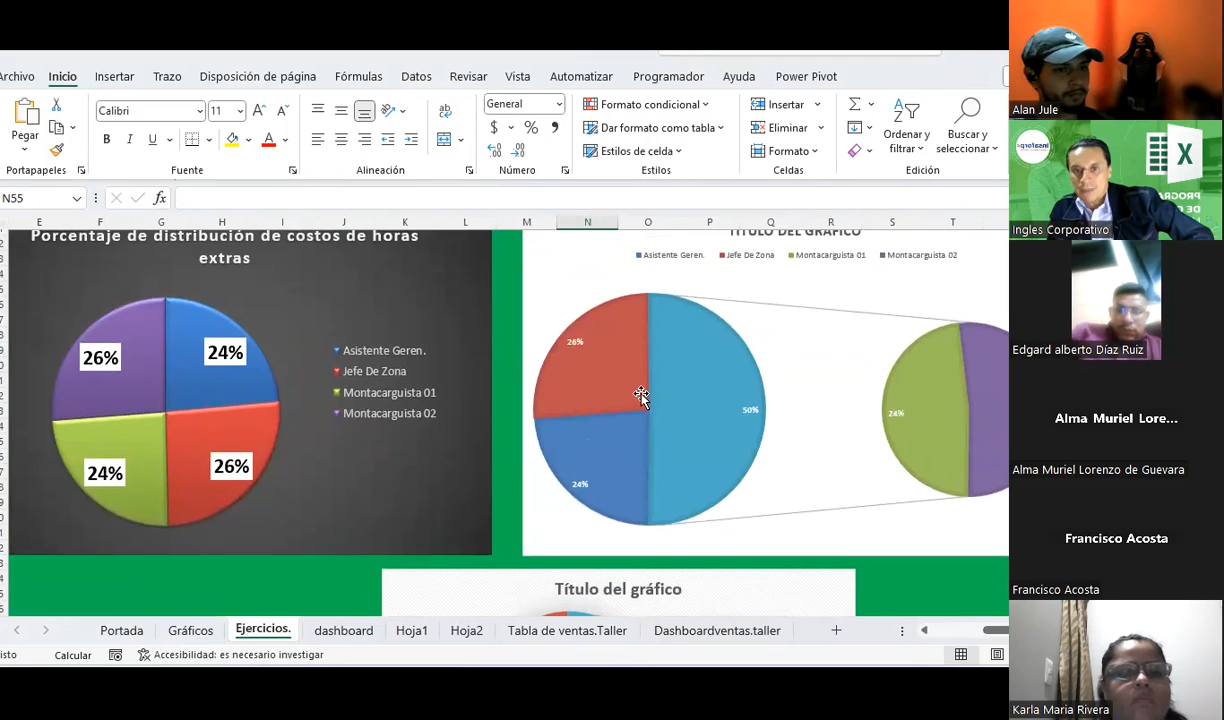 Archivo Inicio Insertar Trazo Disposición de página Fórmulas Datos Revisar Vista Automatizar Programador Ayuda Power Pivot
Pegar
Portapapeles
Calibri 11
N K S
Fuente
Alineación
General
$ % ,
Número
Formato condicional
Dar formato como tabla
Estilos de celda
Estilos
Insertar
Eliminar
Formato
Celdas
Ordenar y filtrar
Buscar y seleccionar
Edición
N55
fx
E F G H I J K L M N O P Q R S T
Porcentaje de distribución de costos de horas
extras
26%
24%
24%
26%
Asistente Geren.
Jefe De Zona
Montacarguista 01
Montacarguista 02
TÍTULO DEL GRÁFICO
Asistente Geren. Jefe De Zona Montacarguista 01 Montacarguista 02
26%
50%
24%
24%
Título del gráfico
Portada Gráficos Ejercicios. dashboard Hoja1 Hoja2 Tabla de ventas.Taller Dashboardventas.taller
Calcular Accesibilidad: es necesario investigar
Alan Jule
Ingles Corporativo
Edgard alberto Díaz Ruiz
Alma Muriel Lore...
Alma Muriel Lorenzo de Guevara
Francisco Acosta
Francisco Acosta
Karla Maria Rivera